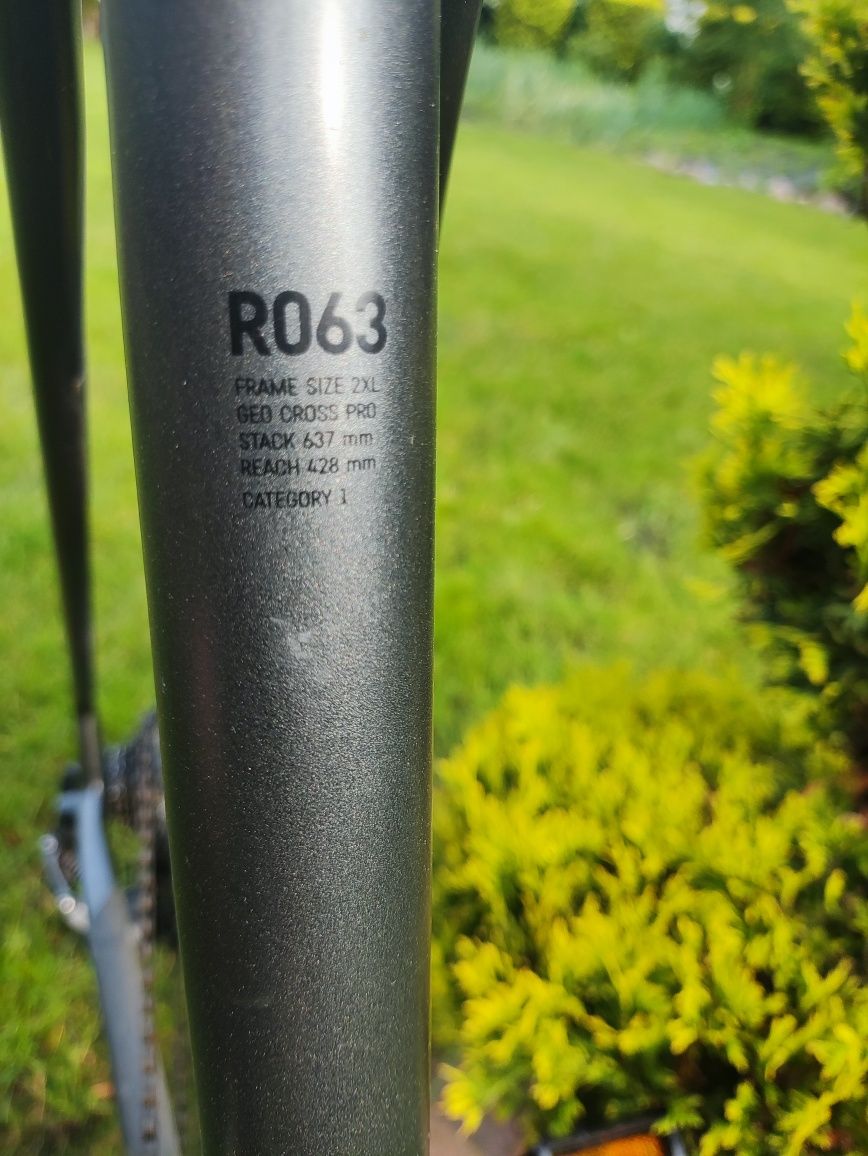 R063
FRAME SIZE 2XL
GEO CROSS PRO
STACK 637 mm
REACH 428 mm
CATEGORY 1